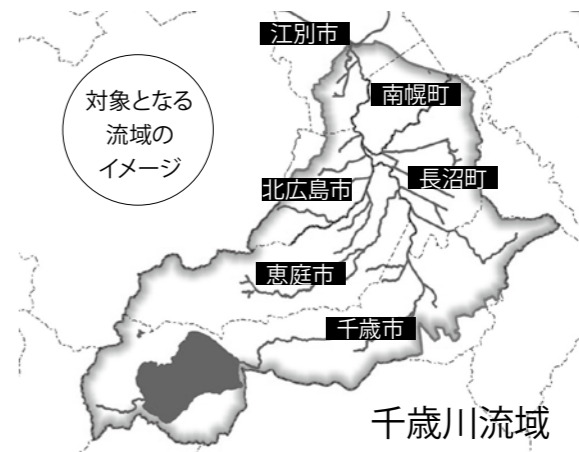 江別市
南幌町
対象となる
流域の
イメージ
北広島市
長沼町
恵庭市
千歳市
千歳川流域